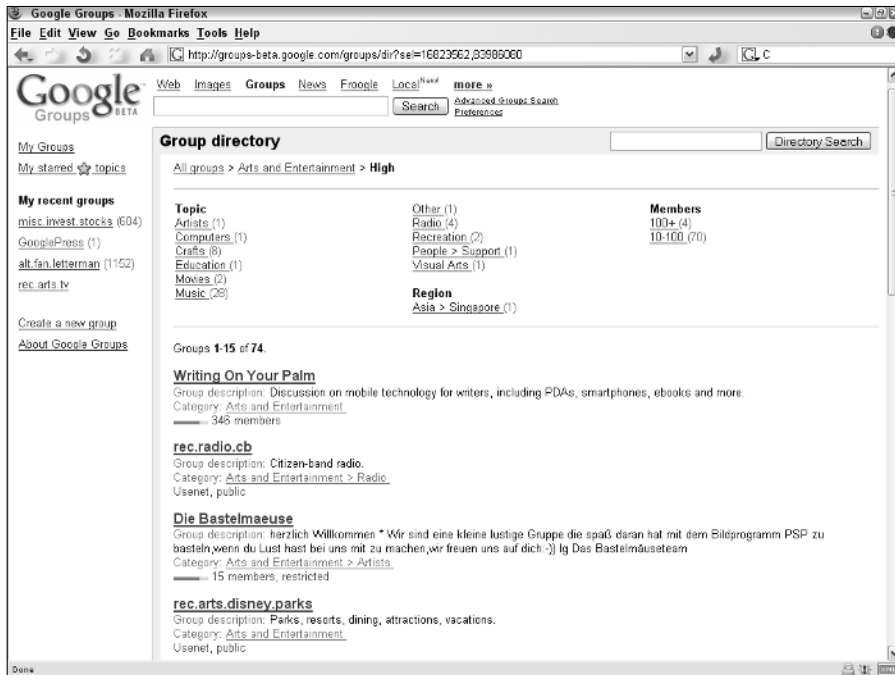 Google Groups - Mozilla Firefox
File Edit View Go Bookmarks Tools Help
http://groups-beta.google.com/groups/dir?sel=16823562,83986080
C
Google
Groups BETA
Web Images Groups News Froogle Local New! more »
Search
Advanced Groups Search
Preferences
My Groups
My starred topics
My recent groups
misc.invest.stocks (604)
GooglePress (1)
alt.fan.letterman (1152)
rec.arts.tv
Create a new group
About Google Groups
Group directory
Directory Search
All groups > Arts and Entertainment > High
Topic
Artists (1)
Computers (1)
Crafts (8)
Education (1)
Movies (2)
Music (28)
Other (1)
Radio (4)
Recreation (2)
People > Support (1)
Visual Arts (1)
Region
Asia > Singapore (1)
Members
100+ (4)
10-100 (70)
Groups 1-15 of 74.
Writing On Your Palm
Group description: Discussion on mobile technology for writers, including PDAs, smartphones, ebooks and more.
Category: Arts and Entertainment
346 members
rec.radio.cb
Group description: Citizen-band radio.
Category: Arts and Entertainment > Radio
Usenet, public
Die Bastelmaeuse
Group description: herzlich Willkommen * Wir sind eine kleine lustige Gruppe die spaß daran hat mit dem Bildprogramm PSP zu
basteln,wenn du Lust hast bei uns mit zu machen,wir freuen uns auf dich:-)) lg Das Bastelmäuseteam
Category: Arts and Entertainment > Artists
15 members, restricted
rec.arts.disney.parks
Group description: Parks, resorts, dining, attractions, vacations.
Category: Arts and Entertainment
Usenet, public
Done